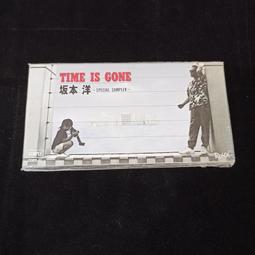 TIME IS GONE
坂本 洋 -SPECIAL SAMPLER-